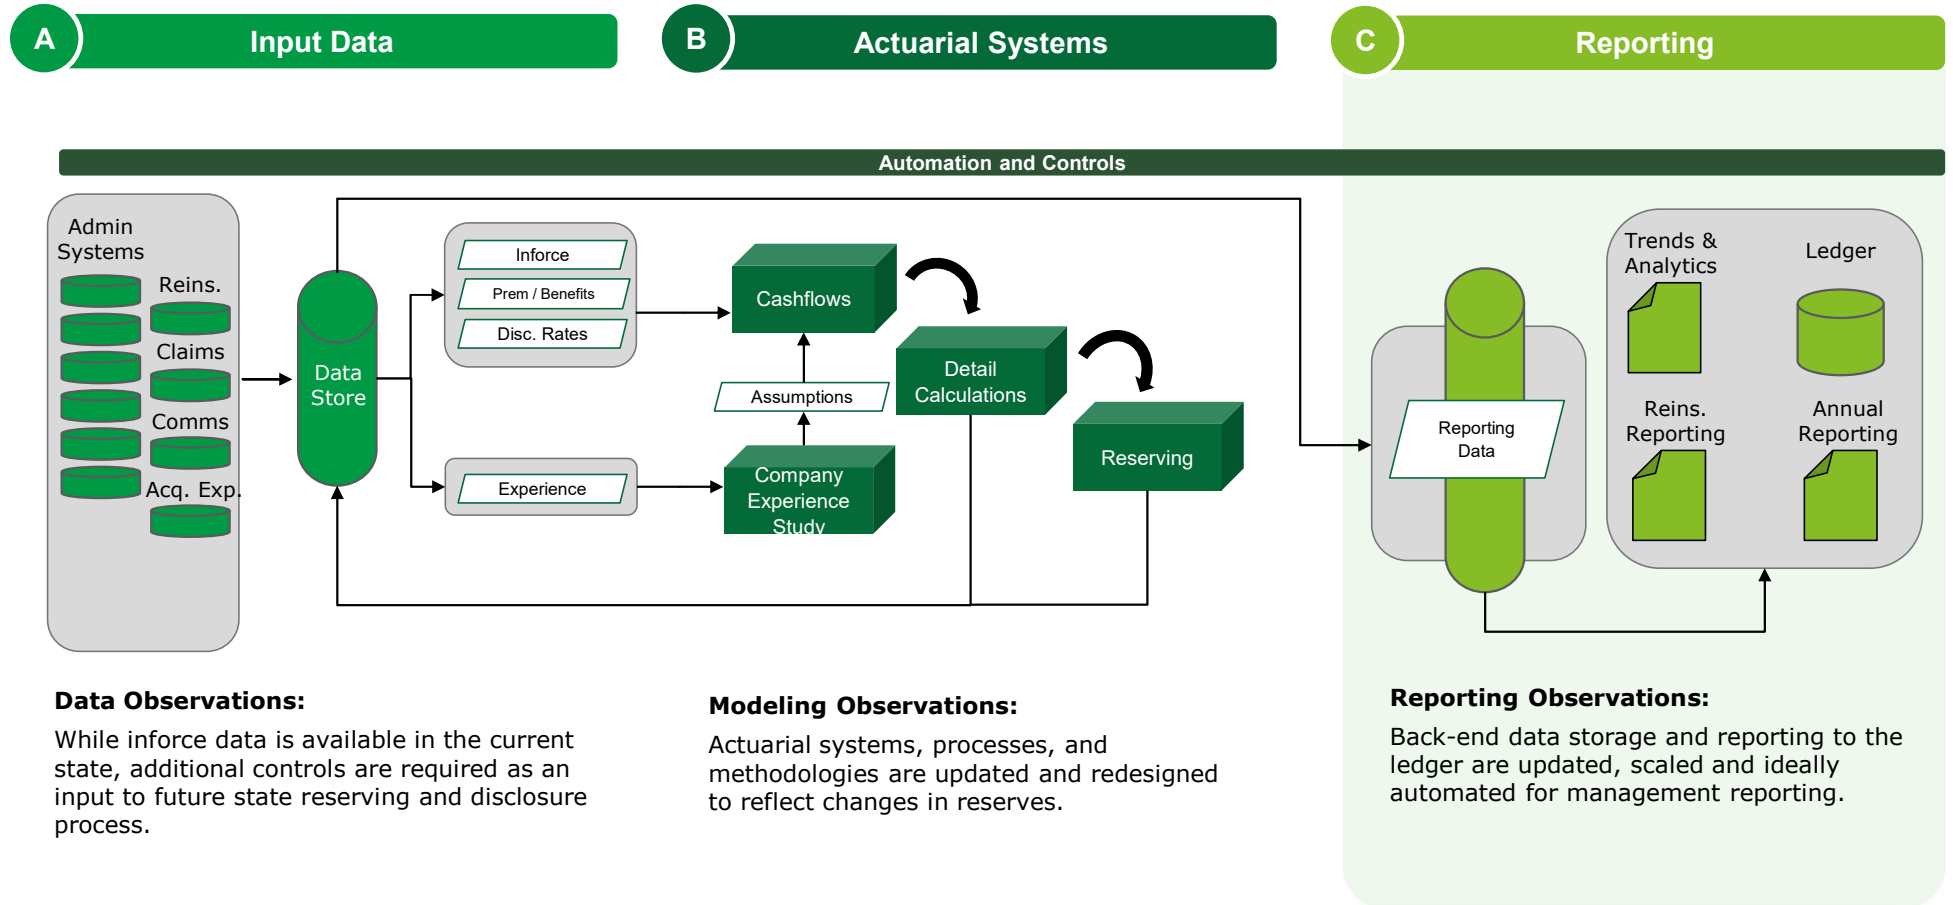 A
Input Data
B
Actuarial Systems
C
Reporting
Automation and Controls
Admin
Systems
Reins.
Claims
Comms
Acq. Exp.
Data
Store
Inforce
Prem / Benefits
Disc. Rates
Experience
Cashflows
Assumptions
Company
Experience
Study
Detail
Calculations
Reserving
Reporting
Data
Trends &
Analytics
Ledger
Reins.
Reporting
Annual
Reporting
Data Observations:
While inforce data is available in the current
state, additional controls are required as an
input to future state reserving and disclosure
process.
Modeling Observations:
Actuarial systems, processes, and
methodologies are updated and redesigned
to reflect changes in reserves.
Reporting Observations:
Back-end data storage and reporting to the
ledger are updated, scaled and ideally
automated for management reporting.